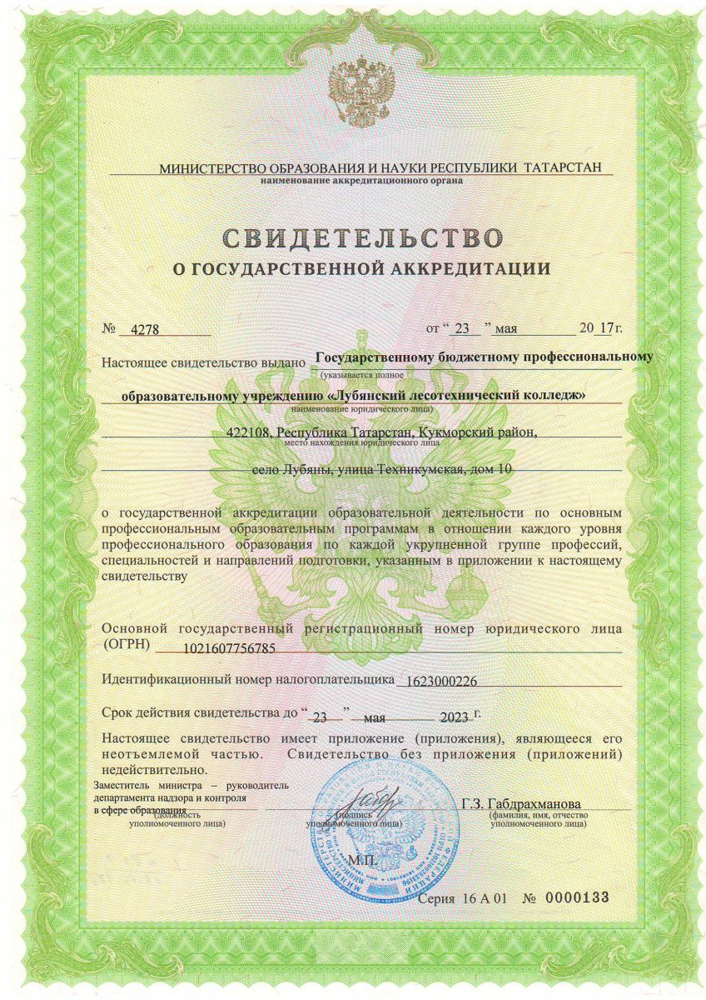 МИНИСТЕРСТВО ОБРАЗОВАНИЯ И НАУКИ РЕСПУБЛИКИ ТАТАРСТАН
наименование аккредитационного органа
СВИДЕТЕЛЬСТВО
О ГОСУДАРСТВЕННОЙ АККРЕДИТАЦИИ
№ 4278 от “ 23 ” мая 20 17 г.
Настоящее свидетельство выдано Государственному бюджетному профессиональному
(указывается полное
образовательному учреждению «Лубянский лесотехнический колледж»
наименование юридического лица)
422108, Республика Татарстан, Кукморский район,
место нахождения юридического лица
село Лубяны, улица Техникумская, дом 10
о государственной аккредитации образовательной деятельности по основным
профессиональным образовательным программам в отношении каждого уровня
профессионального образования по каждой укрупненной группе профессий,
специальностей и направлений подготовки, указанным в приложении к настоящему
свидетельству
Основной государственный регистрационный номер юридического лица
(ОГРН) 1021607756785
Идентификационный номер налогоплательщика 1623000226
Срок действия свидетельства до “ 23 ” мая 2023 г.
Настоящее свидетельство имеет приложение (приложения), являющееся его
неотъемлемой частью. Свидетельство без приложения (приложений)
недействительно.
Заместитель министра – руководитель
департамента надзора и контроля
в сфере образования Г.З. Габдрахманова
(должность (подпись (фамилия, имя, отчество
уполномоченного лица) уполномоченного лица) уполномоченного лица)
М.П.
Серия 16 А 01 № 0000133